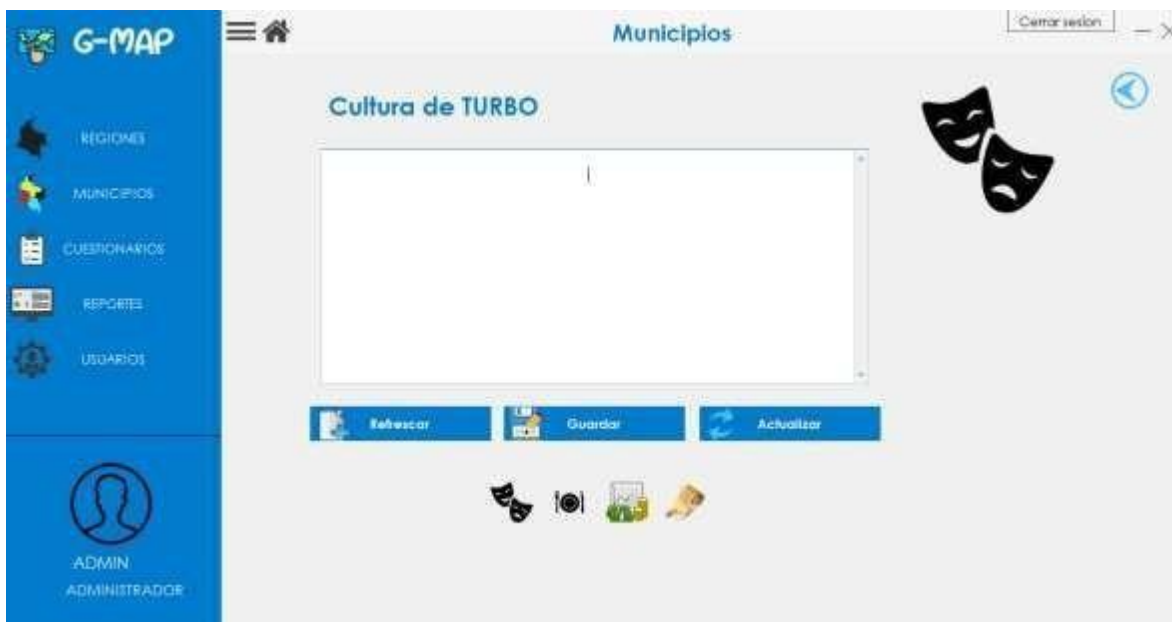 G-MAP
Municipios
Cerrar sesion
Cultura de TURBO
REGIONES
MUNICIPIOS
CUESTIONARIOS
REPORTES
USUARIOS
Refrescar
Guardar
Actualizar
ADMIN
ADMINISTRADOR